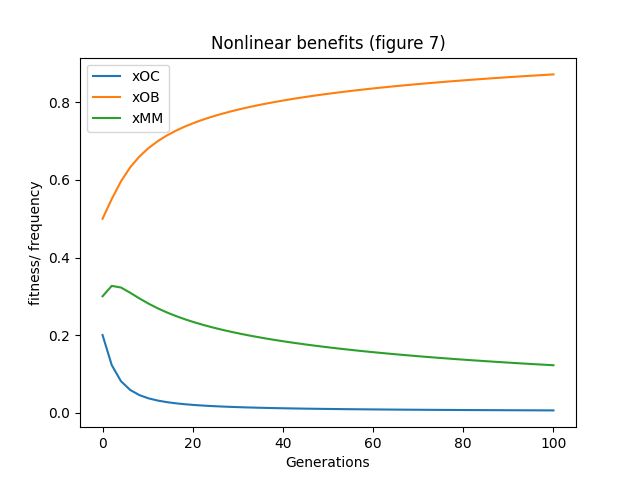 Nonlinear benefits (figure 7)
xOC
xOB
xMM
fitness/ frequency
0.8
0.6
0.4
0.2
0.0
0 20 40 60 80 100
Generations